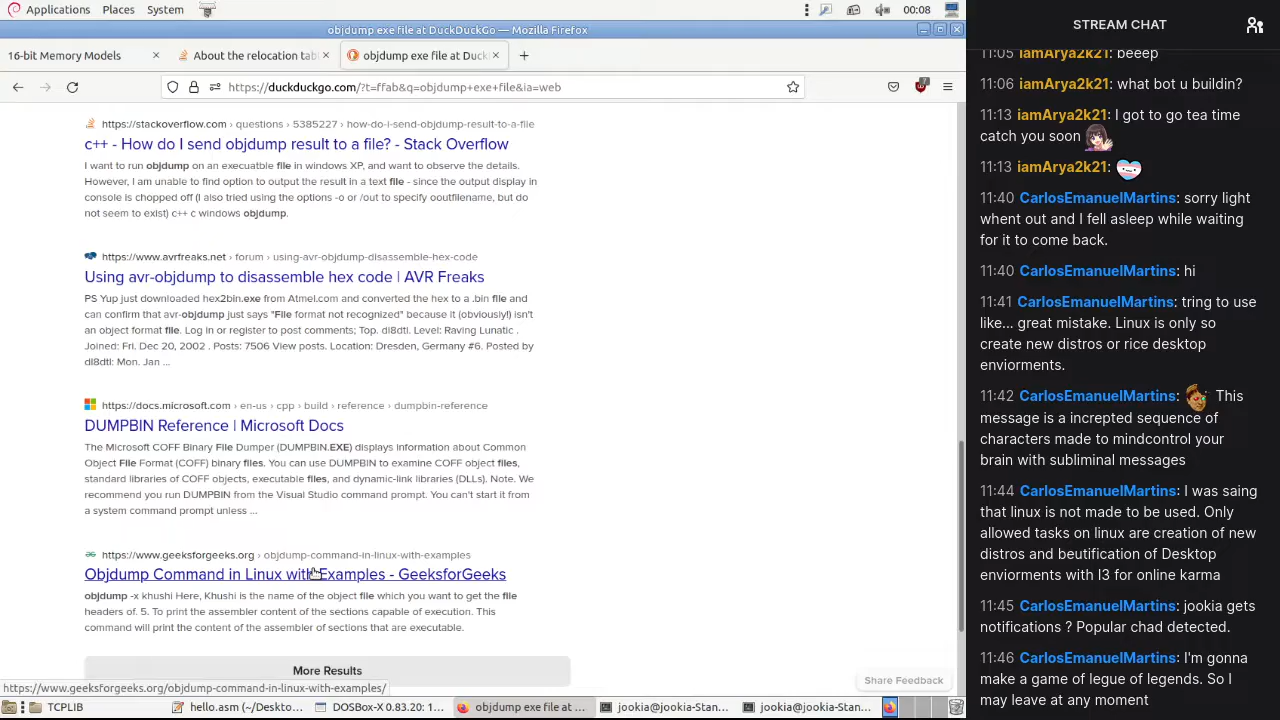 Applications Places System
00:08
objdump exe file at DuckDuckGo — Mozilla Firefox
16-bit Memory Models
About the relocation tab
objdump exe file at Duck
https://duckduckgo.com/?t=ffab&q=objdump+exe+file&ia=web
https://stackoverflow.com › questions › 5385227 › how-do-i-send-objdump-result-to-a-file
c++ - How do I send objdump result to a file? - Stack Overflow
I want to run objdump on an execuatble file in windows XP, and want to observe the details.
However, I am unable to find option to output the result in a text file - since the output display in
console is chopped off (I also tried using the options -o or /out to specify ooutfilename, but do
not seem to exist) c++ c windows objdump.
https://www.avrfreaks.net › forum › using-avr-objdump-disassemble-hex-code
Using avr-objdump to disassemble hex code | AVR Freaks
PS Yup just downloaded hex2bin.exe from Atmel.com and converted the hex to a .bin file and
can confirm that avr-objdump just says "File format not recognized" because it (obviously!) isn't
an object format file. Log in or register to post comments; Top. dl8dtl. Level: Raving Lunatic .
Joined: Fri. Dec 20, 2002 . Posts: 7506 View posts. Location: Dresden, Germany #6. Posted by
dl8dtl: Mon. Jan ...
https://docs.microsoft.com › en-us › cpp › build › reference › dumpbin-reference
DUMPBIN Reference | Microsoft Docs
The Microsoft COFF Binary File Dumper (DUMPBIN.EXE) displays information about Common
Object File Format (COFF) binary files. You can use DUMPBIN to examine COFF object files,
standard libraries of COFF objects, executable files, and dynamic-link libraries (DLLs). Note. We
recommend you run DUMPBIN from the Visual Studio command prompt. You can't start it from
a system command prompt unless ...
https://www.geeksforgeeks.org › objdump-command-in-linux-with-examples
Objdump Command in Linux with Examples - GeeksforGeeks
objdump -x khushi Here, Khushi is the name of the object file which you want to get the file
headers of. 5. To print the assembler content of the sections capable of execution. This
command will print the content of the assembler of sections that are executable.
More Results
Share Feedback
https://www.geeksforgeeks.org/objdump-command-in-linux-with-examples/
TCPLIB
hello.asm (~/Deskto...
DOSBox-X 0.83.20: 1...
objdump exe file at ...
jookia@jookia-Stan...
jookia@jookia-Stan...
STREAM CHAT
11:05 iamArya2k21: beeep
11:06 iamArya2k21: what bot u buildin?
11:13 iamArya2k21: I got to go tea time
catch you soon
11:13 iamArya2k21:
11:40 CarlosEmanuelMartins: sorry light
whent out and I fell asleep while waiting
for it to come back.
11:40 CarlosEmanuelMartins: hi
11:41 CarlosEmanuelMartins: tring to use
like... great mistake. Linux is only so
create new distros or rice desktop
enviorments.
11:42 CarlosEmanuelMartins: This
message is a increpted sequence of
characters made to mindcontrol your
brain with subliminal messages
11:44 CarlosEmanuelMartins: I was saing
that linux is not made to be used. Only
allowed tasks on linux are creation of new
distros and beutification of Desktop
enviorments with I3 for online karma
11:45 CarlosEmanuelMartins: jookia gets
notifications ? Popular chad detected.
11:46 CarlosEmanuelMartins: I'm gonna
make a game of legue of legends. So I
may leave at any moment